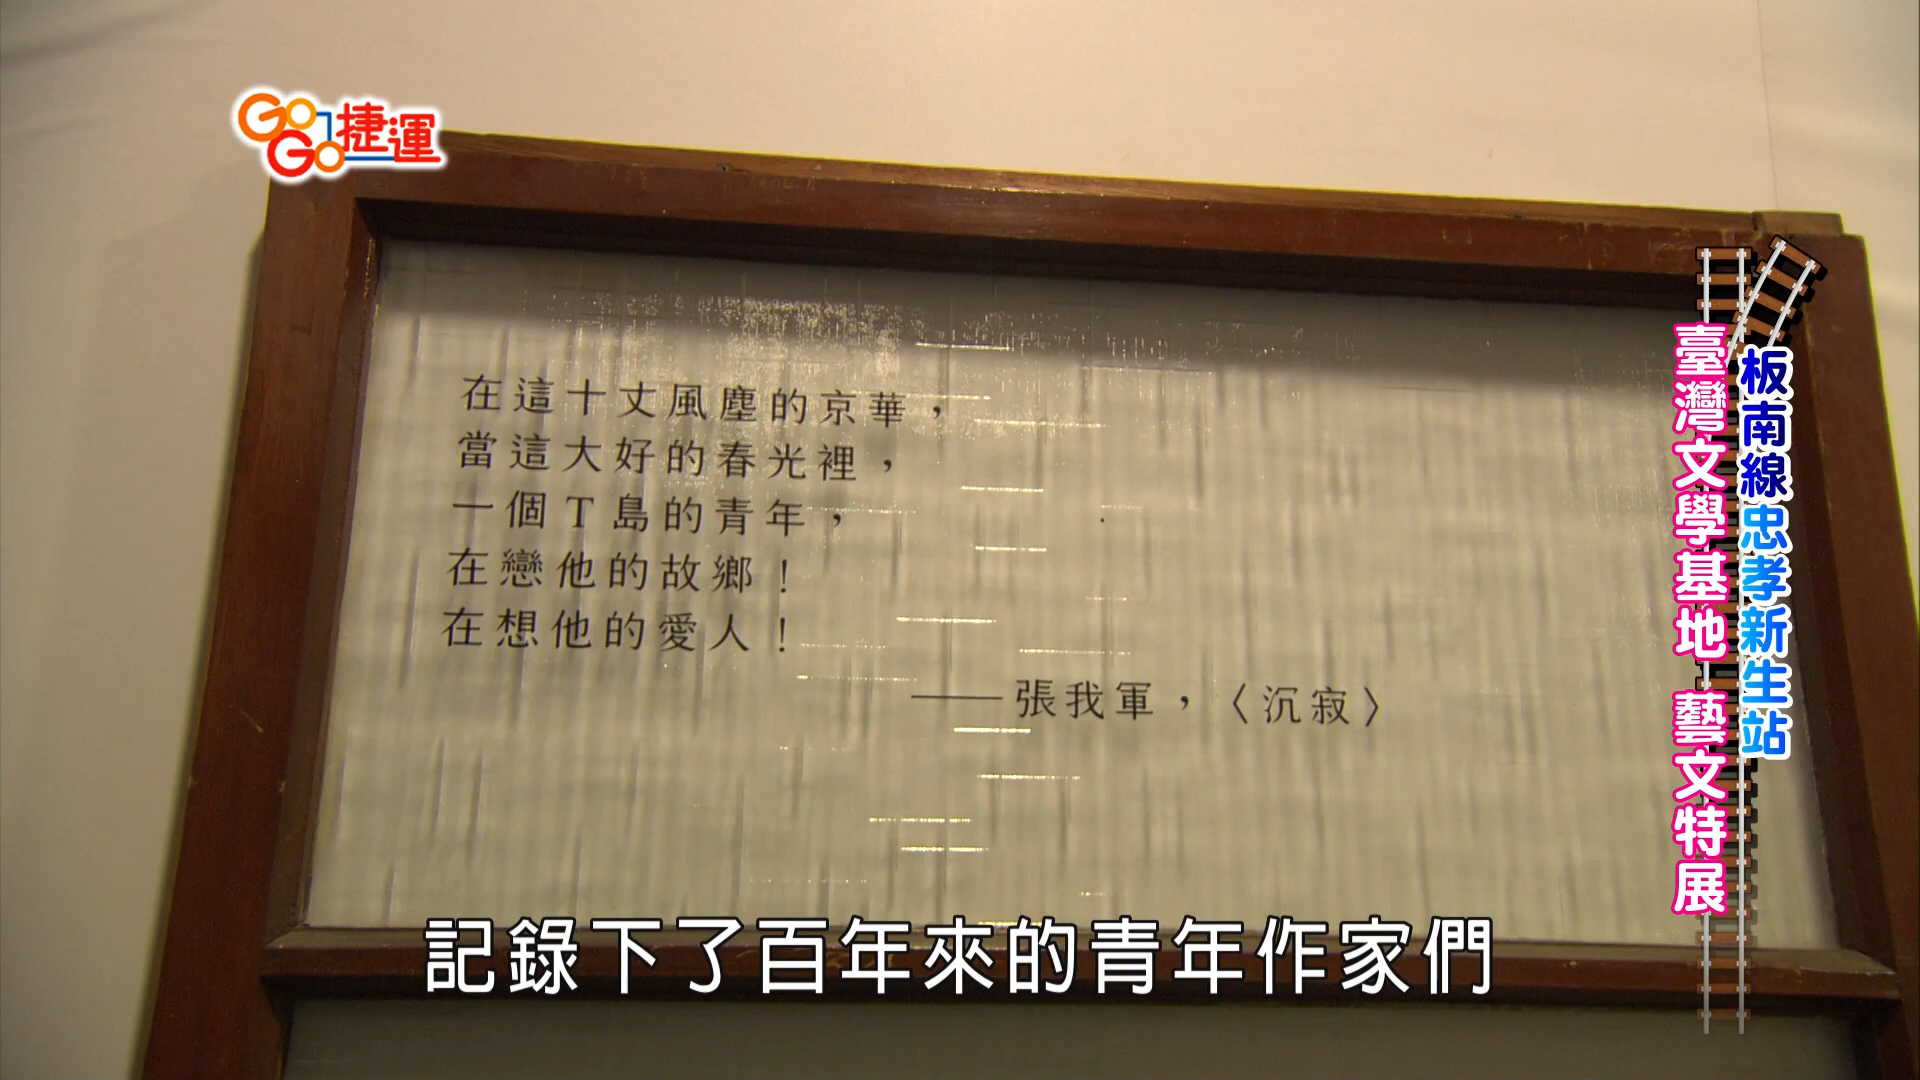 GoGo捷運
在這十丈風塵的京華，
當這大好的春光裡，
一個T島的青年，
在戀他的故鄉！
在想他的愛人！
——張我軍，〈沉寂〉
板南線忠孝新生站
臺灣文學基地 藝文特展
記錄下了百年來的青年作家們